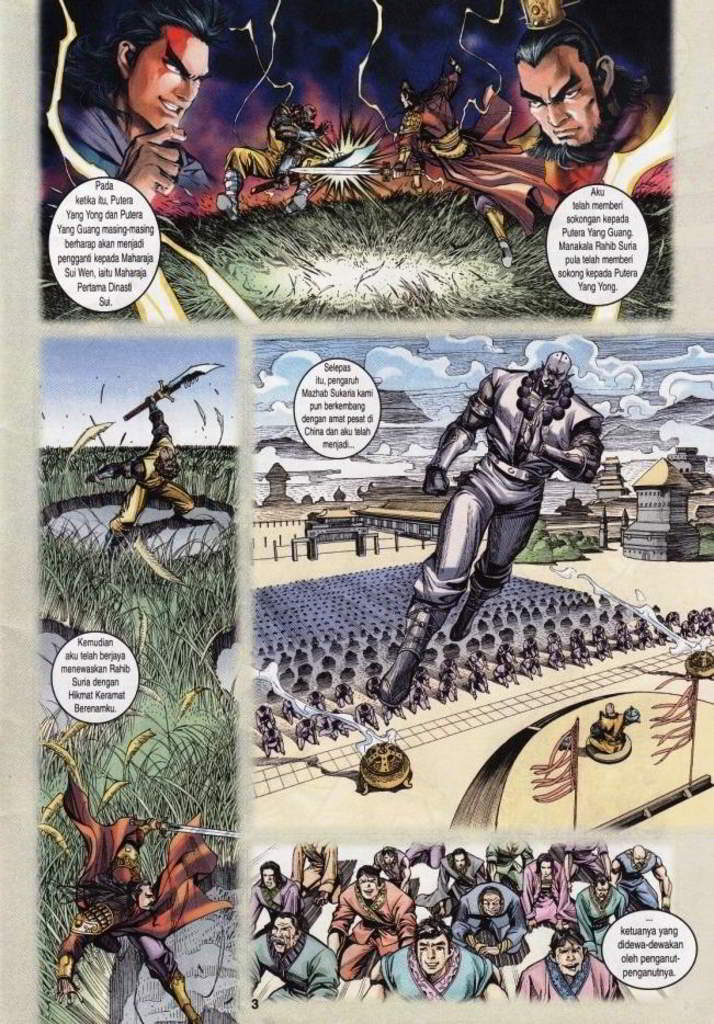 Pada
ketika itu, Putera
Yang Yong dan Putera
Yang Guang masing-masing
berharap akan menjadi
pengganti kepada Maharaja
Sui Wen, iaitu Maharaja
Pertama Dinasti
Sui.
Aku
telah memberi
sokongan kepada
Putera Yang Guang.
Manakala Rahib Suria
pula telah memberi
sokong kepada Putera
Yang Yong.
Kemudian
aku telah berjaya
menewaskan Rahib
Suria dengan
Hikmat Keramat
Berenamku.
Selepas
itu, pengaruh
Mazhab Sukaria kami
pun berkembang
dengan amat pesat di
China dan aku telah
menjadi...
...
ketuanya yang
didewa-dewakan
oleh penganut-
penganutnya.
3